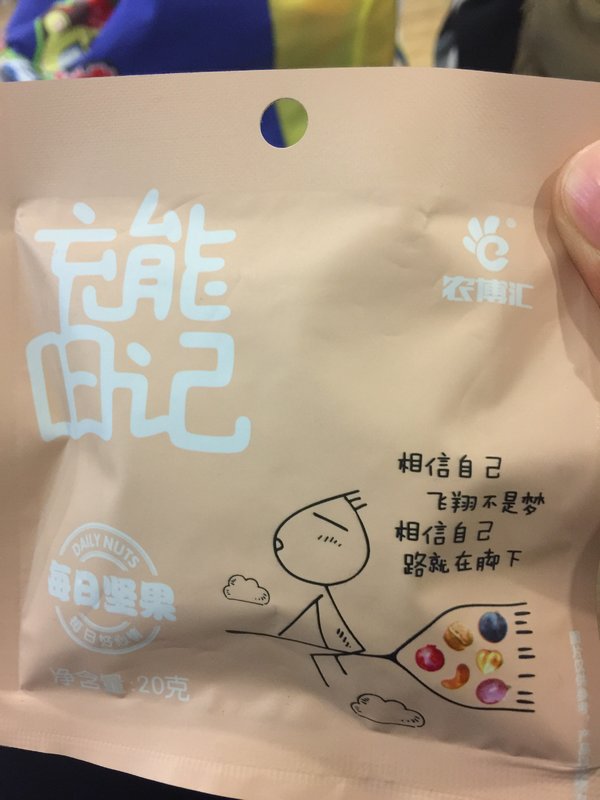 充能
日记
农博汇
相信自己
飞翔不是梦
相信自己
路就在脚下
DAILY NUTS
每日坚果
净含量:20克